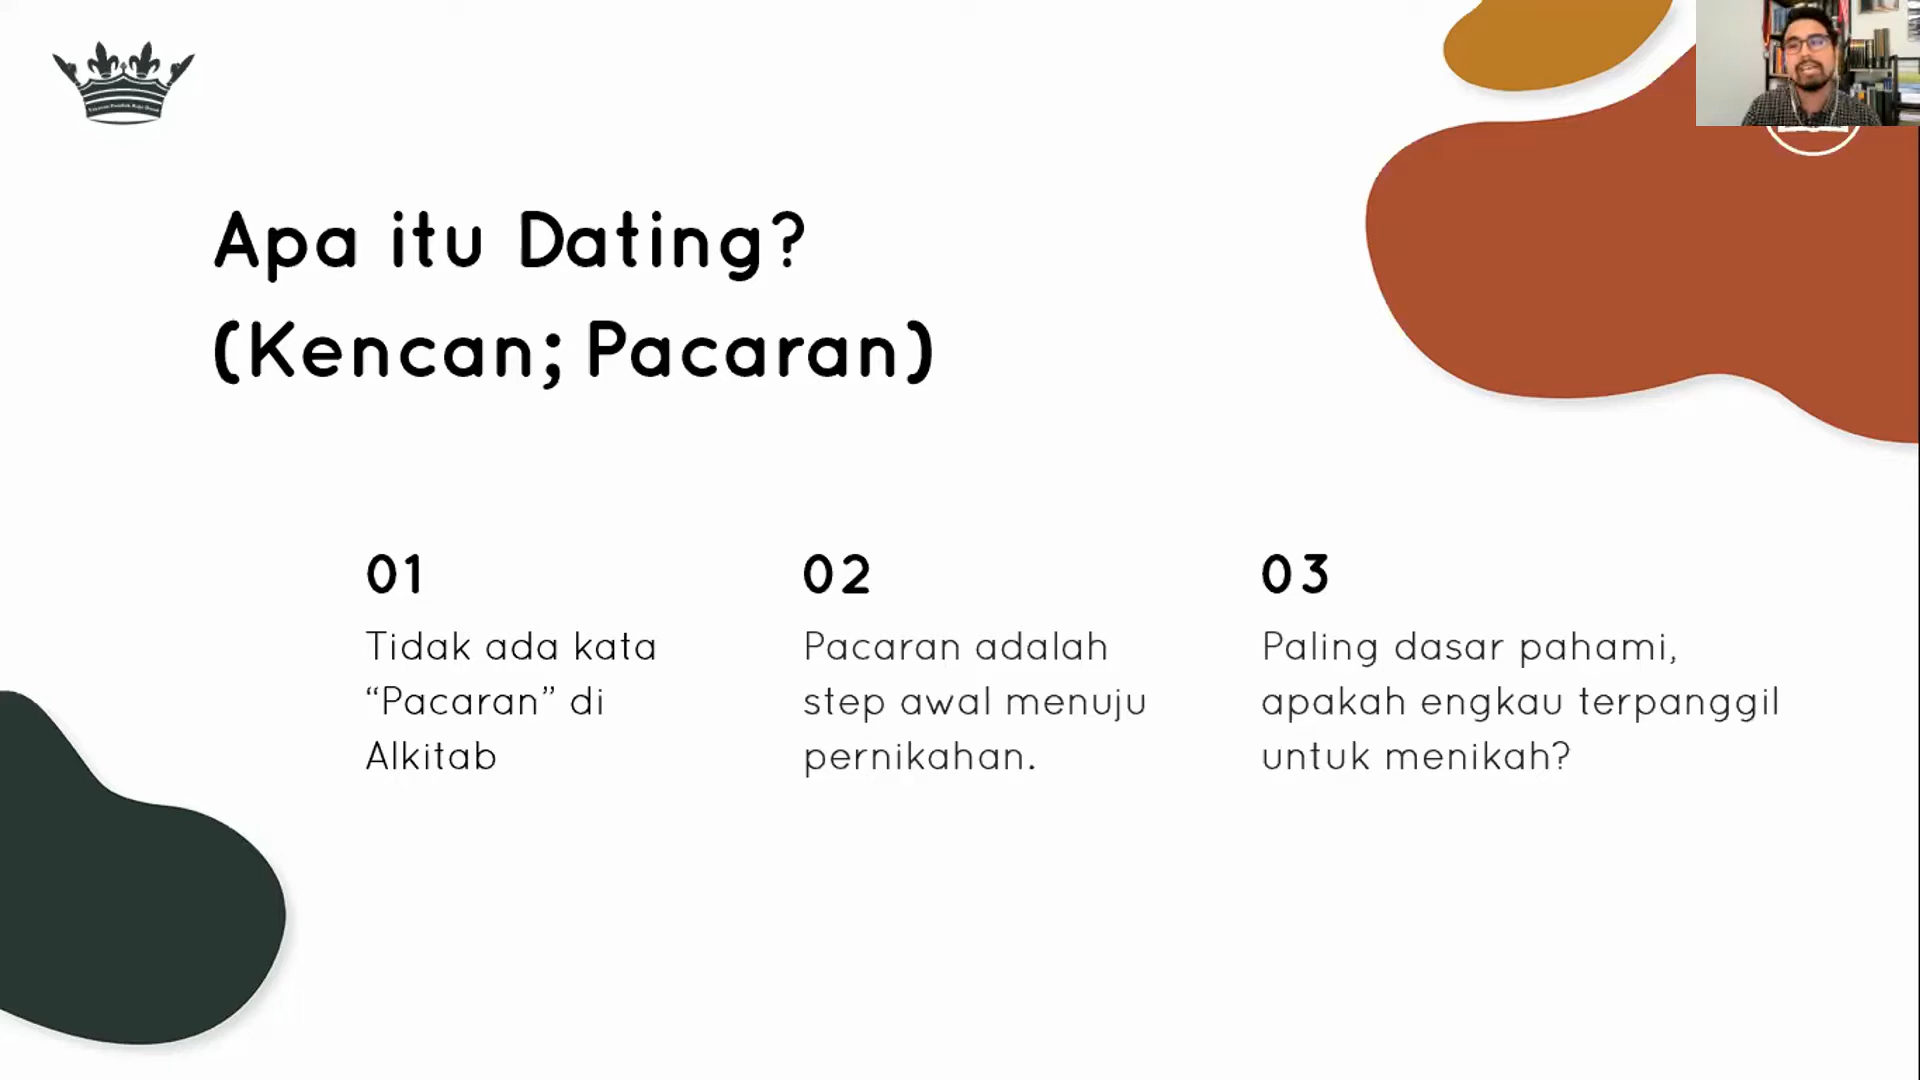 Apa itu Dating?
(Kencan; Pacaran)
01
Tidak ada kata
“Pacaran” di
Alkitab
02
Pacaran adalah
step awal menuju
pernikahan.
03
Paling dasar pahami,
apakah engkau terpanggil
untuk menikah?